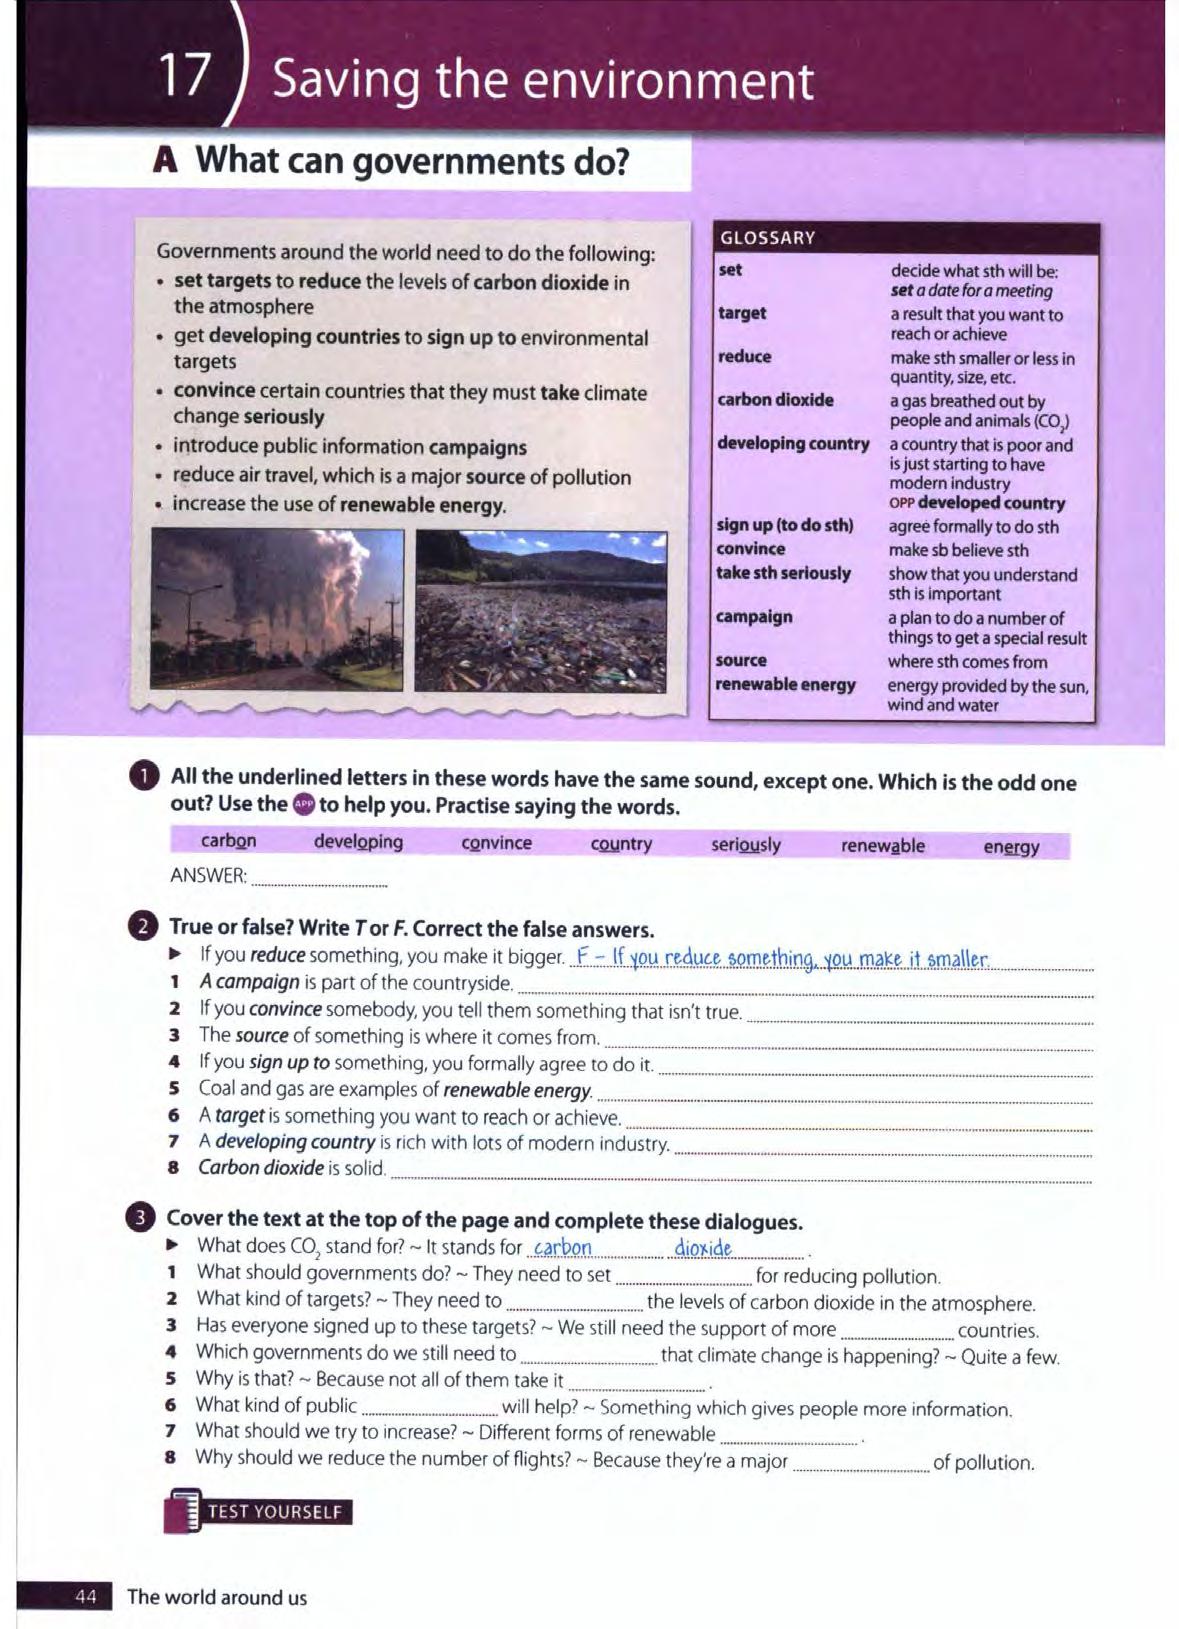 17 Saving the environment
A What can governments do?
Governments around the world need to do the following:
• set targets to reduce the levels of carbon dioxide in
the atmosphere
• get developing countries to sign up to environmental
targets
• convince certain countries that they must take climate
change seriously
• introduce public information campaigns
• reduce air travel, which is a major source of pollution
• increase the use of renewable energy.
GLOSSARY
set decide what sth will be:
set a date for a meeting
target a result that you want to
reach or achieve
reduce make sth smaller or less in
quantity, size, etc.
carbon dioxide a gas breathed out by
people and animals (CO₂)
developing country a country that is poor and
is just starting to have
modern industry
OPP developed country
sign up (to do sth) agree formally to do sth
convince make sb believe sth
take sth seriously show that you understand
sth is important
campaign a plan to do a number of
things to get a special result
source where sth comes from
renewable energy energy provided by the sun,
wind and water
1 All the underlined letters in these words have the same sound, except one. Which is the odd one
out? Use the APP to help you. Practise saying the words.
carbon developing convince country seriously renewable energy
ANSWER:
2 True or false? Write T or F. Correct the false answers.
► If you reduce something, you make it bigger. F – If you reduce something, you make it smaller.
1 A campaign is part of the countryside.
2 If you convince somebody, you tell them something that isn't true.
3 The source of something is where it comes from.
4 If you sign up to something, you formally agree to do it.
5 Coal and gas are examples of renewable energy.
6 A target is something you want to reach or achieve.
7 A developing country is rich with lots of modern industry.
8 Carbon dioxide is solid.
3 Cover the text at the top of the page and complete these dialogues.
► What does CO₂ stand for? ~ It stands for carbon dioxide .
1 What should governments do? ~ They need to set for reducing pollution.
2 What kind of targets? ~ They need to the levels of carbon dioxide in the atmosphere.
3 Has everyone signed up to these targets? ~ We still need the support of more countries.
4 Which governments do we still need to that climate change is happening? ~ Quite a few.
5 Why is that? ~ Because not all of them take it .
6 What kind of public will help? ~ Something which gives people more information.
7 What should we try to increase? ~ Different forms of renewable .
8 Why should we reduce the number of flights? ~ Because they're a major of pollution.
TEST YOURSELF
44 The world around us